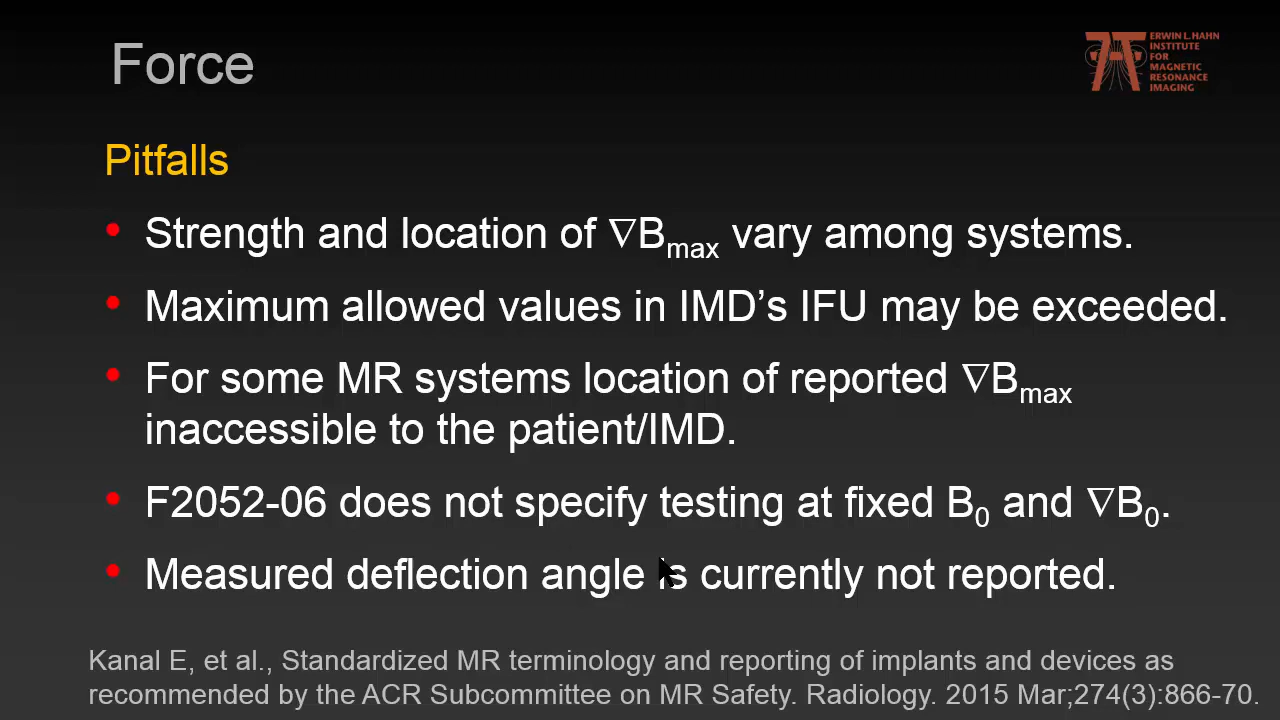 Force
ERWIN L. HAHN
INSTITUTE
FOR
MAGNETIC
RESONANCE
IMAGING
Pitfalls
• Strength and location of ∇Bmax vary among systems.
• Maximum allowed values in IMD’s IFU may be exceeded.
• For some MR systems location of reported ∇Bmax
inaccessible to the patient/IMD.
• F2052-06 does not specify testing at fixed B0 and ∇B0.
• Measured deflection angle is currently not reported.
Kanal E, et al., Standardized MR terminology and reporting of implants and devices as
recommended by the ACR Subcommittee on MR Safety. Radiology. 2015 Mar;274(3):866-70.